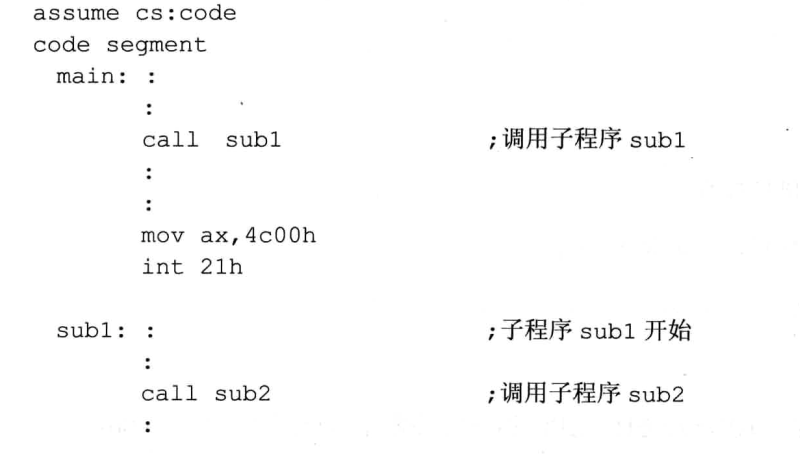 assume cs:code
code segment
main: :
:
call sub1 ;调用子程序 sub1
:
:
mov ax,4c00h
int 21h
sub1: : ;子程序 sub1 开始
:
call sub2 ;调用子程序 sub2
: